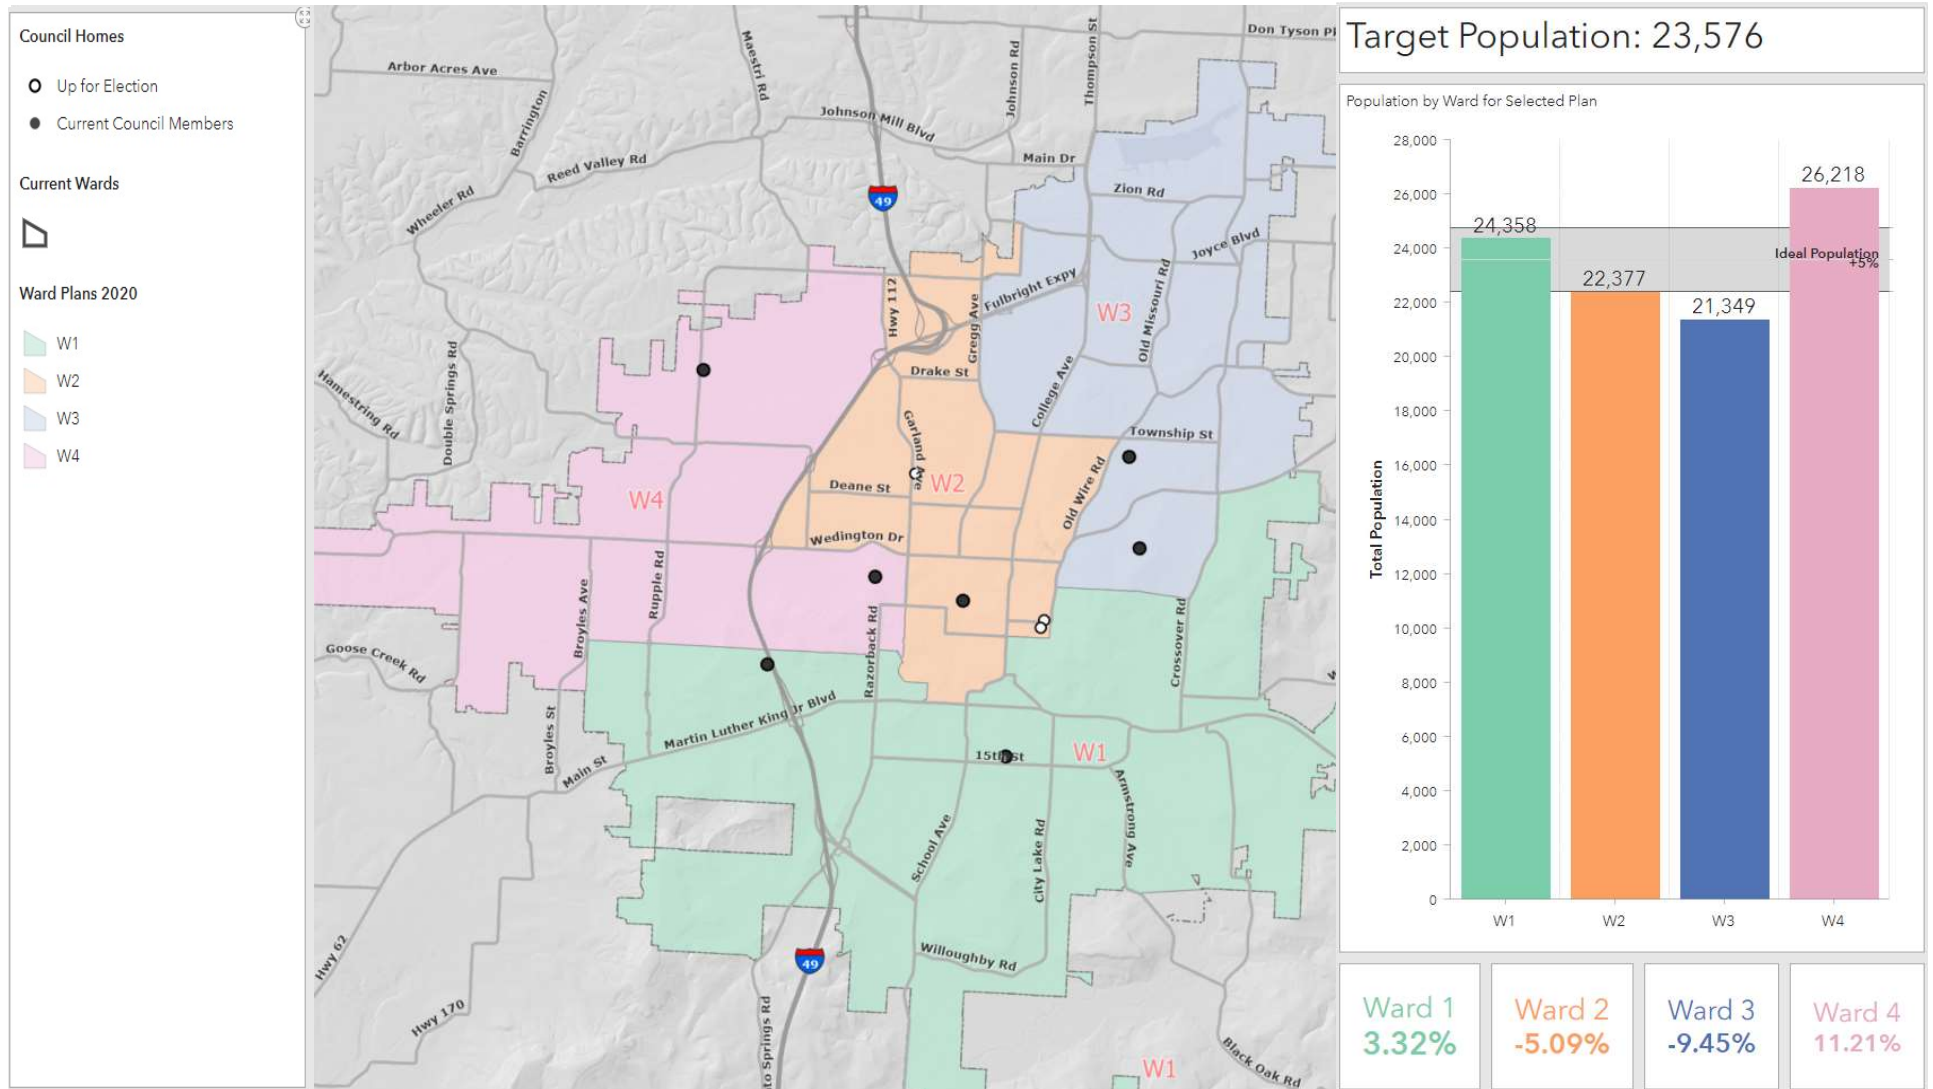 Council Homes
Up for Election
Current Council Members
Current Wards
Ward Plans 2020
W1
W2
W3
W4
Don Tyson Pk
Arbor Acres Ave
Maestri Rd
Johnson Rd
Thompson St
Barrington
Johnson Mill Blvd
Reed Valley Rd
Main Dr
Zion Rd
49
Wheeler Rd
Joyce Blvd
Hwy 112
Gregg Ave
Fulbright Expy
Old Missouri Rd
W3
Double Springs Rd
Hamestring Rd
Drake St
College Ave
Garland Ave
Township St
W4
Deane St
W2
Old Wire Rd
Wedington Dr
Rupple Rd
Broyles Ave
Razorback Rd
Crossover Rd
Goose Creek Rd
Martin Luther King Jr Blvd
Broyles St
Main St
15th St
W1
Armstrong Ave
School Ave
City Lake Rd
Hwy 62
Willoughby Rd
49
Hwy 170
to Springs Rd
Black Oak Rd
W1
Target Population: 23,576
Population by Ward for Selected Plan
28,000
26,000
24,000
22,000
20,000
18,000
16,000
14,000
12,000
10,000
8,000
6,000
4,000
2,000
0
Total Population
24,358
22,377
21,349
26,218
Ideal Population
+5%
W1
W2
W3
W4
Ward 1
3.32%
Ward 2
-5.09%
Ward 3
-9.45%
Ward 4
11.21%